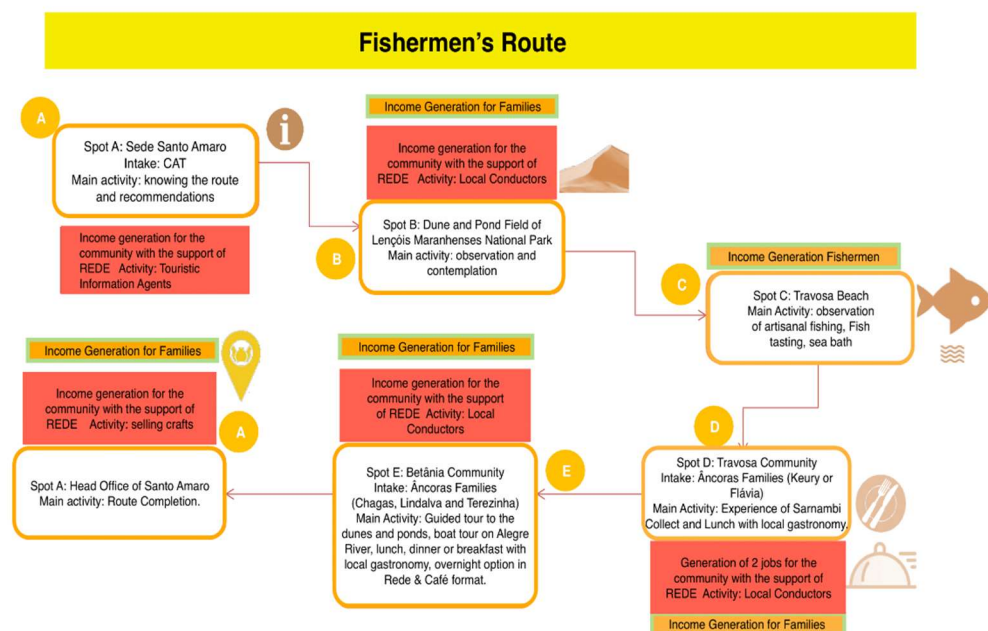 Fishermen's Route
A
Spot A: Sede Santo Amaro
Intake: CAT
Main activity: knowing the route
and recommendations
Income generation for the
community with the support of
REDE Activity: Touristic
Information Agents
i
Income Generation for Families
Income generation for the
community with the support of
REDE Activity: Local Conductors
B
Spot B: Dune and Pond Field of
Lençóis Maranhenses National Park
Main activity: observation and
contemplation
Income Generation Fishermen
C
Spot C: Travosa Beach
Main Activity: observation
of artisanal fishing, Fish
tasting, sea bath
D
Spot D: Travosa Community
Intake: Âncoras Families (Keury or
Flávia)
Main Activity: Experience of Sarnambi
Collect and Lunch with local gastronomy.
Generation of 2 jobs for the
community with the support of
REDE Activity: Local Conductors
Income Generation for Families
Income Generation for Families
Income generation for the
community with the support
of REDE Activity: Local
Conductors
E
Spot E: Betânia Community
Intake: Âncoras Families
(Chagas, Lindalva and Terezinha)
Main Activity: Guided tour to the
dunes and ponds, boat tour on Alegre
River, lunch, dinner or breakfast with
local gastronomy, overnight option in
Rede & Café format.
Income Generation for Families
Income generation for the
community with the support of
REDE Activity: selling crafts
A
Spot A: Head Office of Santo Amaro
Main activity: Route Completion.